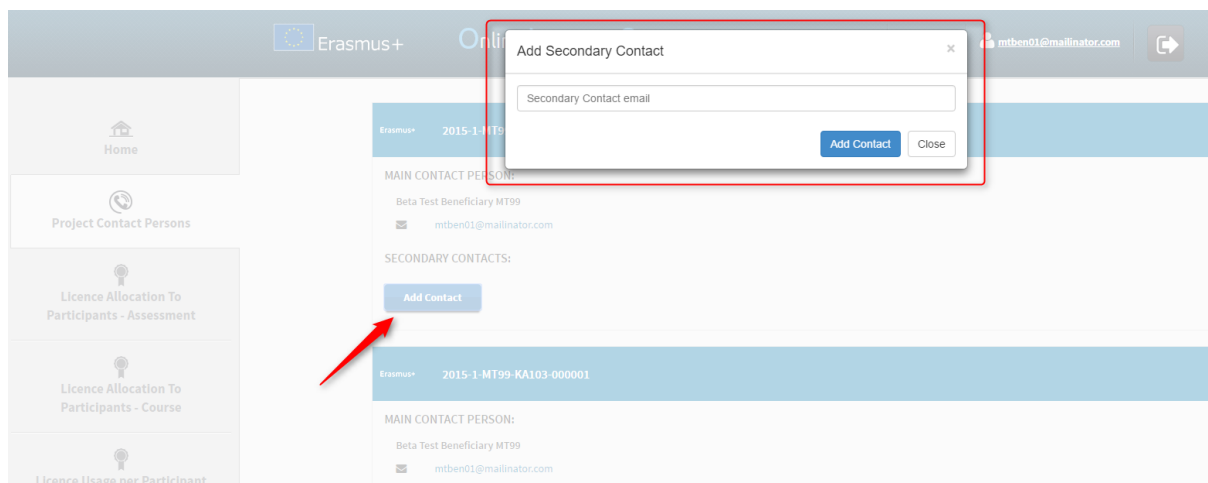 Erasmus+
Onli
mtben01@mailinator.com
Add Secondary Contact
×
Secondary Contact email
Add Contact
Close
Home
Project Contact Persons
Licence Allocation To
Participants - Assessment
Licence Allocation To
Participants - Course
Licence Usage per Participant
Erasmus+ 2015-1-MT9
MAIN CONTACT PERSON:
Beta Test Beneficiary MT99
mtben01@mailinator.com
SECONDARY CONTACTS:
Add Contact
Erasmus+ 2015-1-MT99-KA103-000001
MAIN CONTACT PERSON:
Beta Test Beneficiary MT99
mtben01@mailinator.com